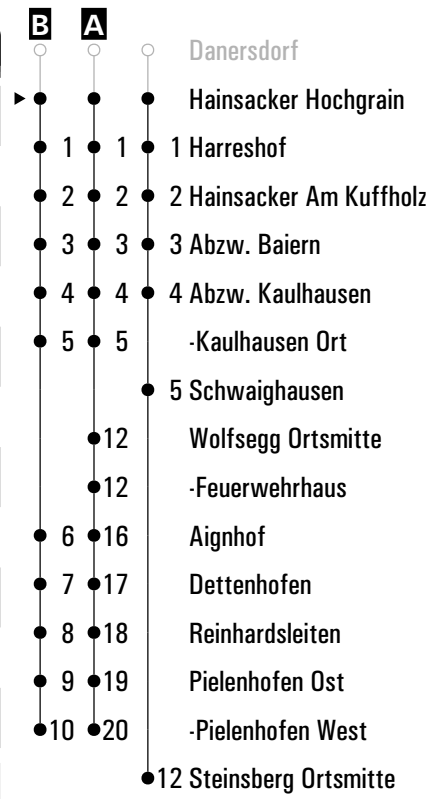 B A
Danersdorf
Hainsacker Hochgrain
1 1 1 Harreshof
2 2 2 Hainsacker Am Kuffholz
3 3 3 Abzw. Baiern
4 4 4 Abzw. Kaulhausen
5 5 -Kaulhausen Ort
5 Schwaighausen
12 Wolfsegg Ortsmitte
12 -Feuerwehrhaus
6 16 Aignhof
7 17 Dettenhofen
8 18 Reinhardsleiten
9 19 Pielenhofen Ost
10 20 -Pielenhofen West
12 Steinsberg Ortsmitte